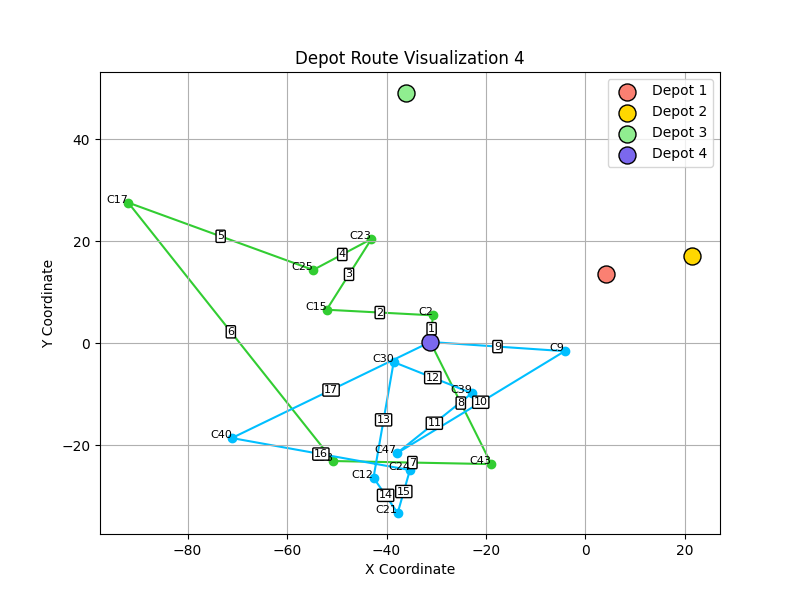 Depot Route Visualization 4
Depot 1
Depot 2
Depot 3
Depot 4
Y Coordinate
40
20
0
−20
C17
5
C25
4
C23
3
C15
2
C2
1
6
9
C9
C30
12
C39
17
8
10
13
11
C40
16
C47
C24
7
C43
C12
14
15
C21
−80
−60
−40
−20
0
20
X Coordinate